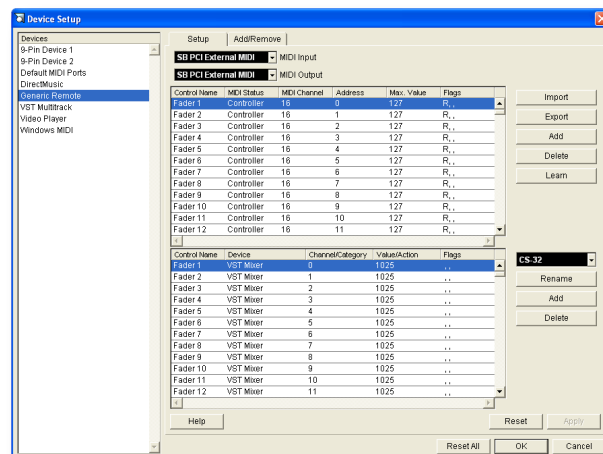 Device Setup
Devices
9-Pin Device 1
9-Pin Device 2
Default MIDI Ports
DirectMusic
Generic Remote
VST Multitrack
Video Player
Windows MIDI
Setup Add/Remove
SB PCI External MIDI MIDI Input
SB PCI External MIDI MIDI Output
Control Name MIDI Status MIDI Channel Address Max. Value Flags
Fader 1 Controller 16 0 127 R, ,
Fader 2 Controller 16 1 127 R, ,
Fader 3 Controller 16 2 127 R, ,
Fader 4 Controller 16 3 127 R, ,
Fader 5 Controller 16 4 127 R, ,
Fader 6 Controller 16 5 127 R, ,
Fader 7 Controller 16 6 127 R, ,
Fader 8 Controller 16 7 127 R, ,
Fader 9 Controller 16 8 127 R, ,
Fader 10 Controller 16 9 127 R, ,
Fader 11 Controller 16 10 127 R, ,
Fader 12 Controller 16 11 127 R, ,
Import
Export
Add
Delete
Learn
Control Name Device Channel/Category Value/Action Flags
Fader 1 VST Mixer 0 1025 , ,
Fader 2 VST Mixer 1 1025 , ,
Fader 3 VST Mixer 2 1025 , ,
Fader 4 VST Mixer 3 1025 , ,
Fader 5 VST Mixer 4 1025 , ,
Fader 6 VST Mixer 5 1025 , ,
Fader 7 VST Mixer 6 1025 , ,
Fader 8 VST Mixer 7 1025 , ,
Fader 9 VST Mixer 8 1025 , ,
Fader 10 VST Mixer 9 1025 , ,
Fader 11 VST Mixer 10 1025 , ,
Fader 12 VST Mixer 11 1025 , ,
CS-32
Rename
Add
Delete
Help Reset Apply
Reset All OK Cancel